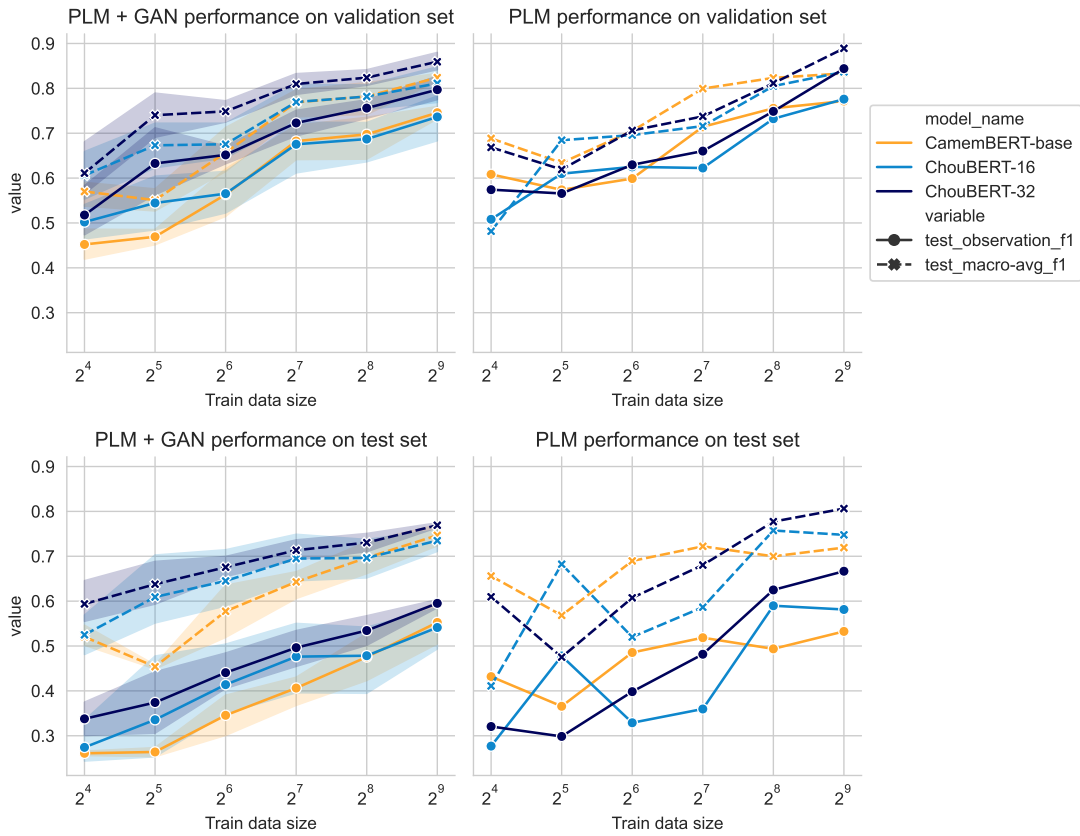 PLM + GAN performance on validation set
PLM performance on validation set
0.9
0.8
0.7
0.6
0.5
0.4
0.3
value
2^4 2^5 2^6 2^7 2^8 2^9
Train data size
2^4 2^5 2^6 2^7 2^8 2^9
Train data size
model_name
CamemBERT-base
ChouBERT-16
ChouBERT-32
variable
test_observation_f1
test_macro-avg_f1
PLM + GAN performance on test set
PLM performance on test set
0.9
0.8
0.7
0.6
0.5
0.4
0.3
value
2^4 2^5 2^6 2^7 2^8 2^9
Train data size
2^4 2^5 2^6 2^7 2^8 2^9
Train data size